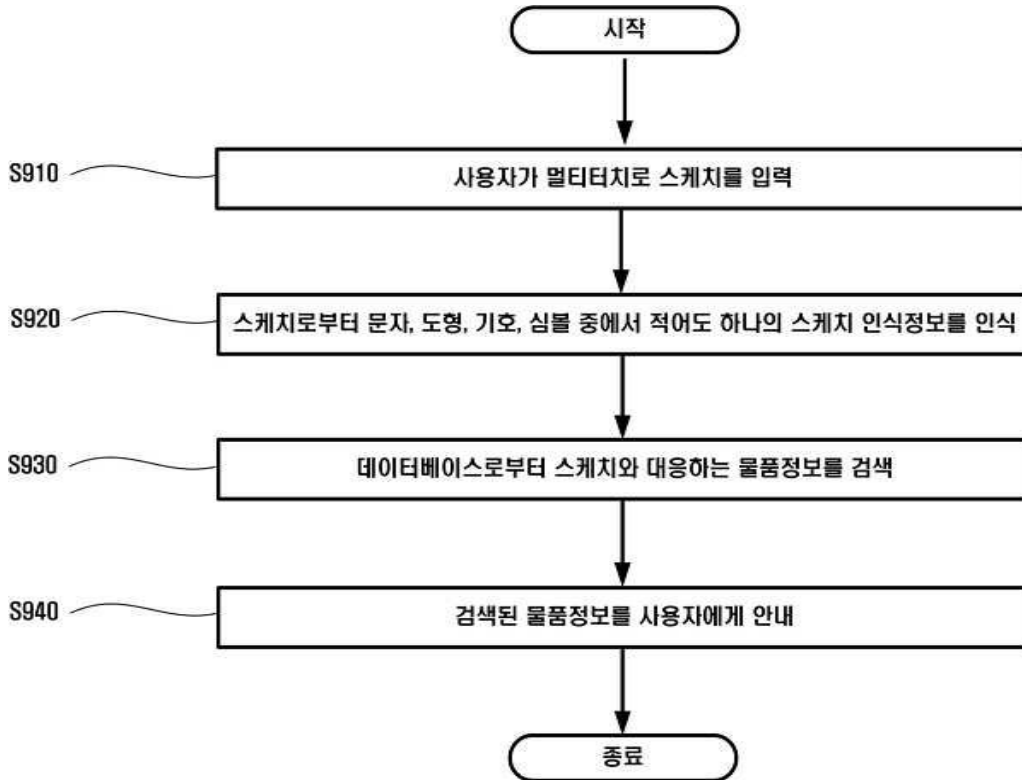 시작
S910
사용자가 멀티터치로 스케치를 입력
S920
스케치로부터 문자, 도형, 기호, 심볼 중에서 적어도 하나의 스케치 인식정보를 인식
S930
데이터베이스로부터 스케치와 대응하는 물품정보를 검색
S940
검색된 물품정보를 사용자에게 안내
종료